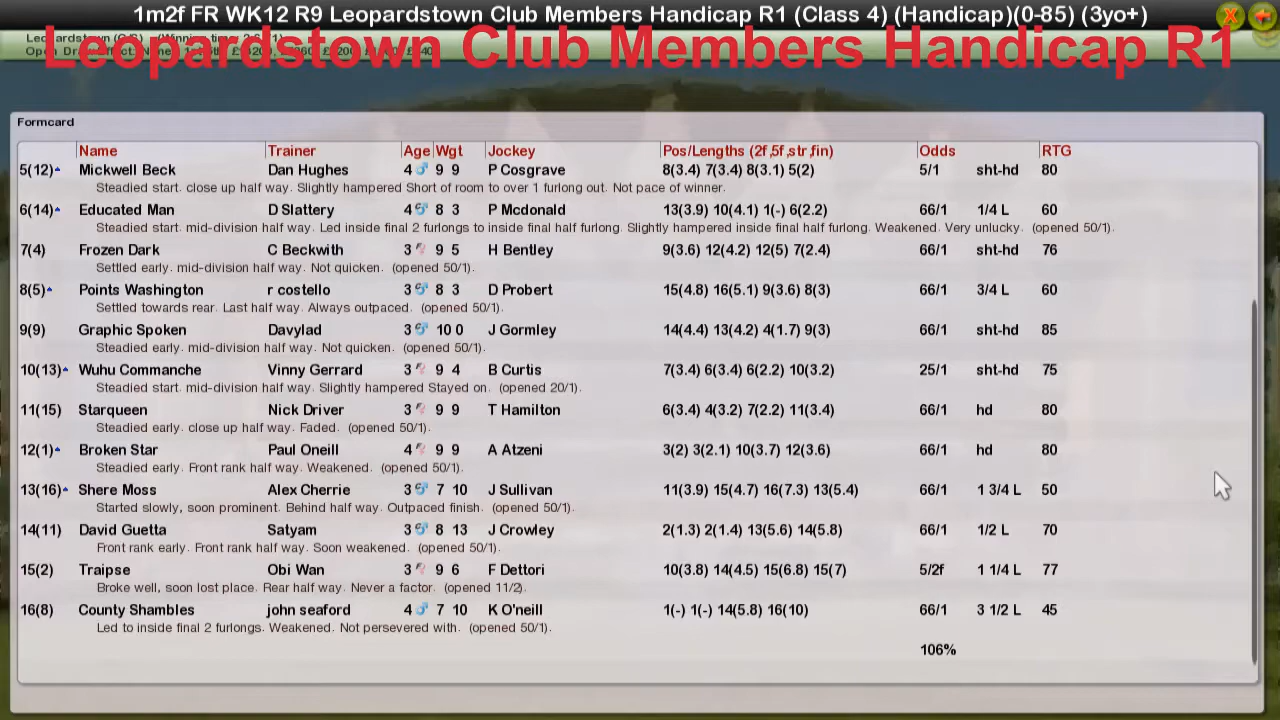 1m2f FR WK12 R9 Leopardstown Club Members Handicap R1 (Class 4) (Handicap)(0-85) (3yo+)
Leopardstown Club Members Handicap R1
Formcard
Name Trainer Age Wgt Jockey Pos/Lengths (2f,5f,str,fin) Odds RTG
5(12) Mickwell Beck Dan Hughes 4 9 9 P Cosgrave 8(3.4) 7(3.4) 8(3.1) 5(2) 5/1 sht-hd 80
Steadied start. close up half way. Slightly hampered Short of room to over 1 furlong out. Not pace of winner.
6(14) Educated Man D Slattery 4 8 3 P Mcdonald 13(3.9) 10(4.1) 1(-) 6(2.2) 66/1 1/4 L 60
Steadied start. mid-division half way. Led inside final 2 furlongs to inside final half furlong. Slightly hampered inside final half furlong. Weakened. Very unlucky. (opened 50/1).
7(4) Frozen Dark C Beckwith 3 9 5 H Bentley 9(3.6) 12(4.2) 12(5) 7(2.4) 66/1 sht-hd 76
Settled early. mid-division half way. Not quicken. (opened 50/1).
8(5) Points Washington r costello 3 8 3 D Probert 15(4.8) 16(5.1) 9(3.6) 8(3) 66/1 3/4 L 60
Settled towards rear. Last half way. Always outpaced. (opened 50/1).
9(9) Graphic Spoken Davylad 3 10 0 J Gormley 14(4.4) 13(4.2) 4(1.7) 9(3) 66/1 sht-hd 85
Steadied early. mid-division half way. Not quicken. (opened 50/1).
10(13) Wuhu Commanche Vinny Gerrard 3 9 4 B Curtis 7(3.4) 6(3.4) 6(2.2) 10(3.2) 25/1 sht-hd 75
Steadied start. mid-division half way. Slightly hampered Stayed on. (opened 20/1).
11(15) Starqueen Nick Driver 3 9 9 T Hamilton 6(3.4) 4(3.2) 7(2.2) 11(3.4) 66/1 hd 80
Steadied early. close up half way. Faded. (opened 50/1).
12(1) Broken Star Paul Oneill 4 9 9 A Atzeni 3(2) 3(2.1) 10(3.7) 12(3.6) 66/1 hd 80
Steadied early. Front rank half way. Weakened. (opened 50/1).
13(16) Shere Moss Alex Cherrie 3 7 10 J Sullivan 11(3.9) 15(4.7) 16(7.3) 13(5.4) 66/1 1 3/4 L 50
Started slowly, soon prominent. Behind half way. Outpaced finish. (opened 50/1).
14(11) David Guetta Satyam 3 8 13 J Crowley 2(1.3) 2(1.4) 13(5.6) 14(5.8) 66/1 1/2 L 70
Front rank early. Front rank half way. Soon weakened. (opened 50/1).
15(2) Traipse Obi Wan 3 9 6 F Dettori 10(3.8) 14(4.5) 15(6.8) 15(7) 5/2f 1 1/4 L 77
Broke well, soon lost place. Rear half way. Never a factor. (opened 11/2).
16(8) County Shambles john seaford 4 7 10 K O'neill 1(-) 1(-) 14(5.8) 16(10) 66/1 3 1/2 L 45
Led to inside final 2 furlongs. Weakened. Not persevered with. (opened 50/1).
106%